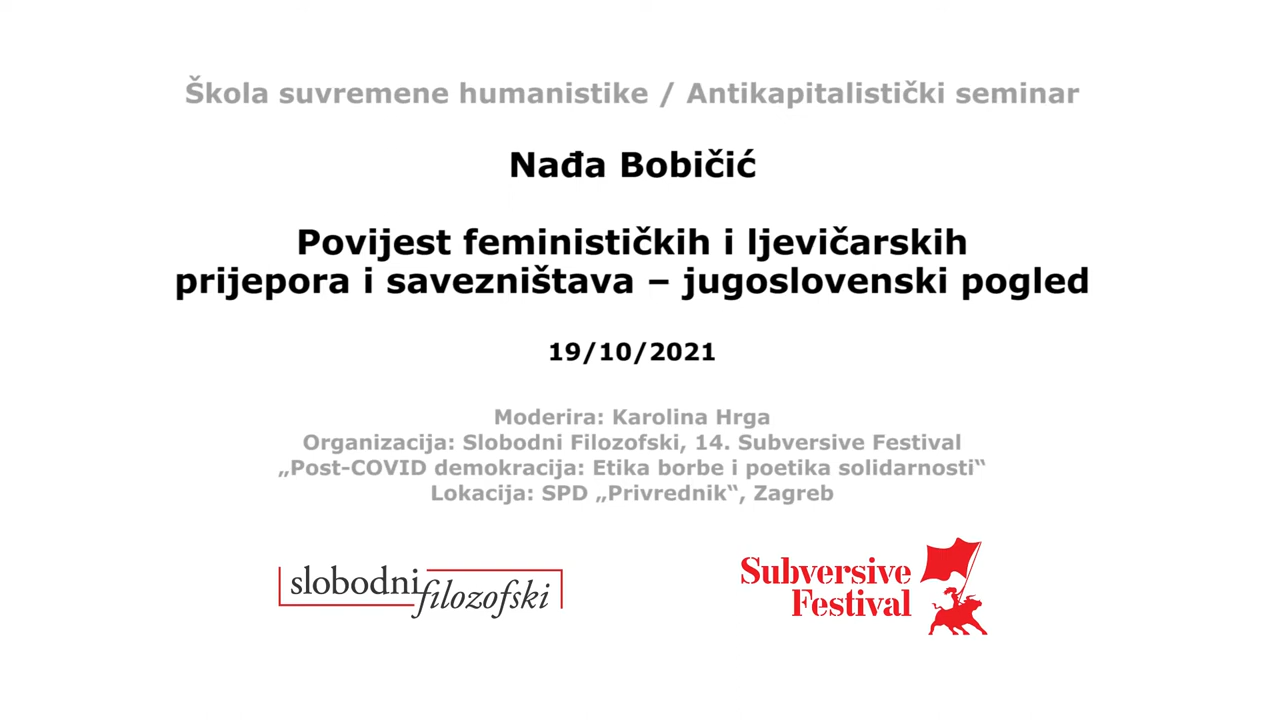 Škola suvremene humanistike / Antikapitalistički seminar
Nađa Bobičić
Povijest feminističkih i ljevičarskih
prijepora i savezništava – jugoslovenski pogled
19/10/2021
Moderira: Karolina Hrga
Organizacija: Slobodni Filozofski, 14. Subversive Festival
„Post-COVID demokracija: Etika borbe i poetika solidarnosti“
Lokacija: SPD „Privrednik“, Zagreb
slobodni
filozofski
Subversive
Festival